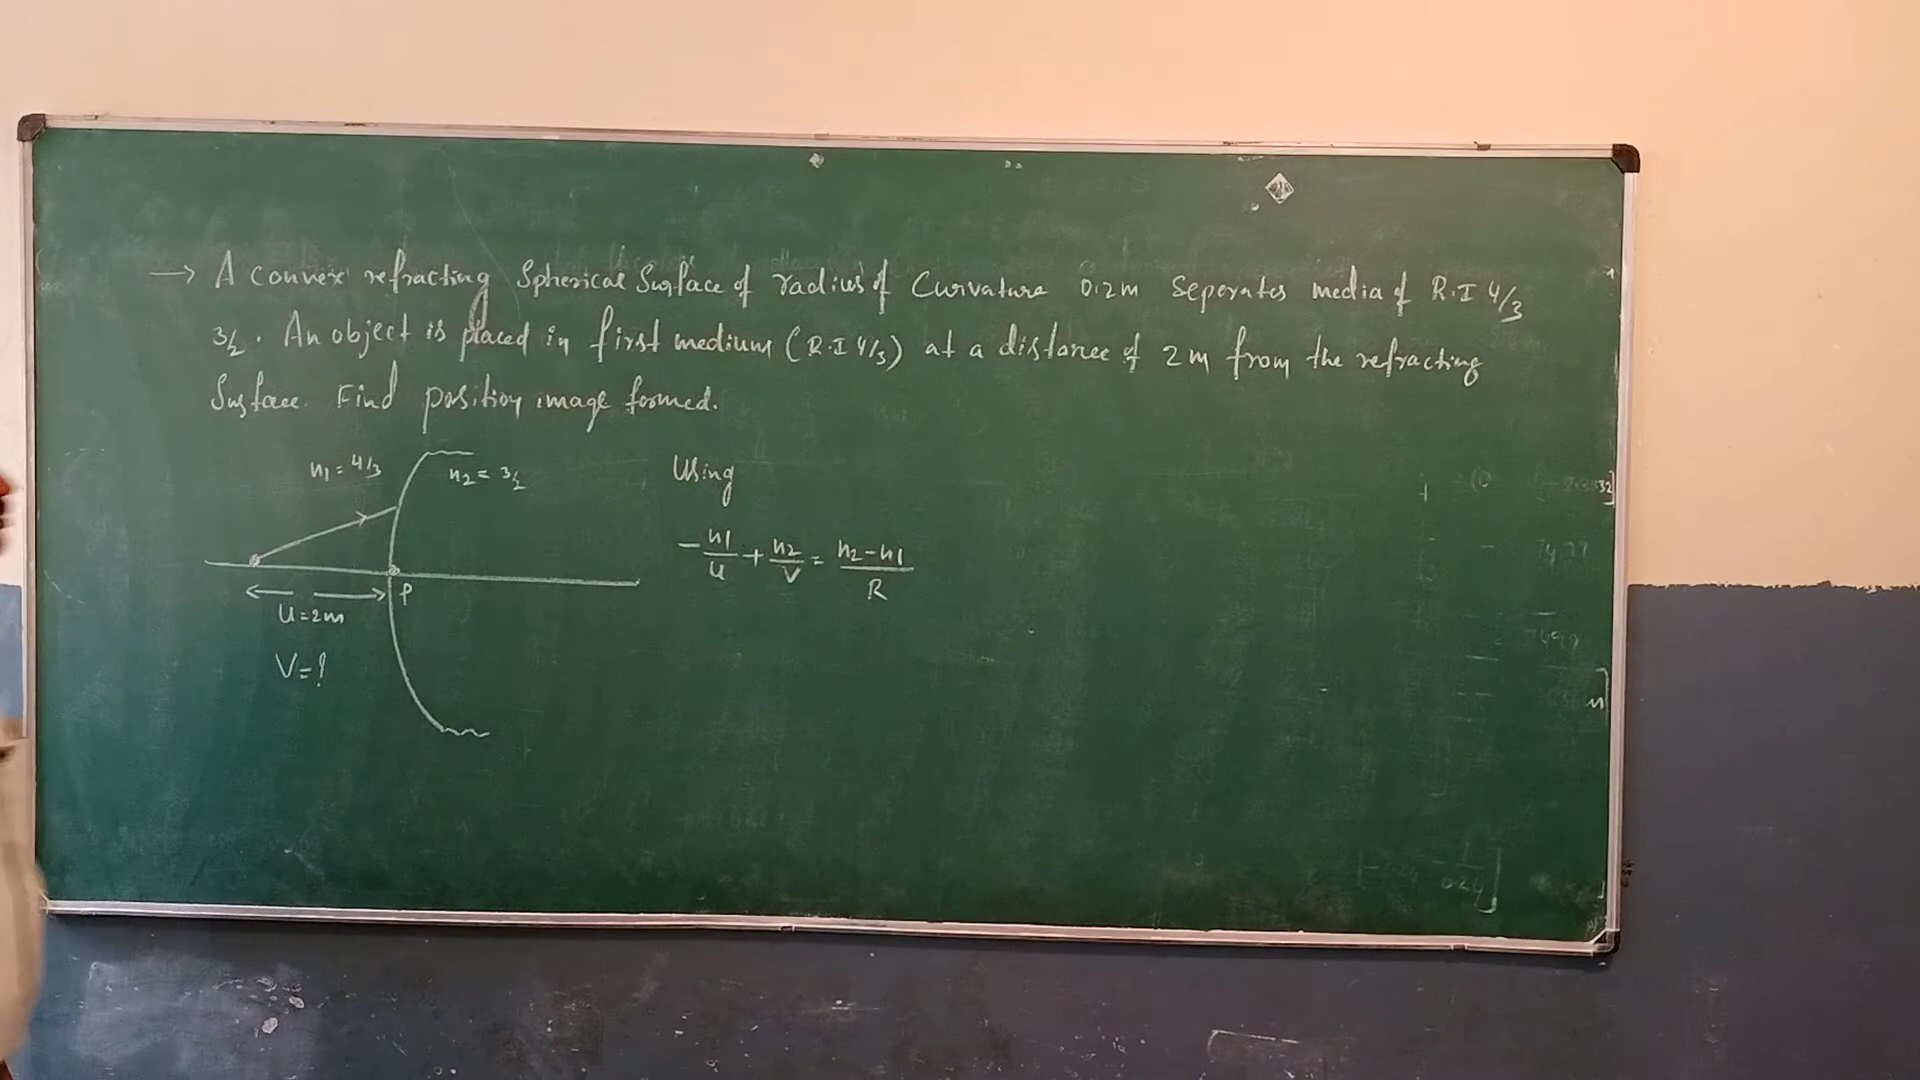 → A convex refracting Spherical Surface of radius of Curvature 0.2m Seperates media of R.I 4/3
3/2. An object is placed in first medium (R.I 4/3) at a distance of 2m from the refracting
Surface. Find position image formed.
n1 = 4/3
n2 = 3/2
P
U = 2m
V = ?
Using
-n1/u + n2/v = n2-n1/R